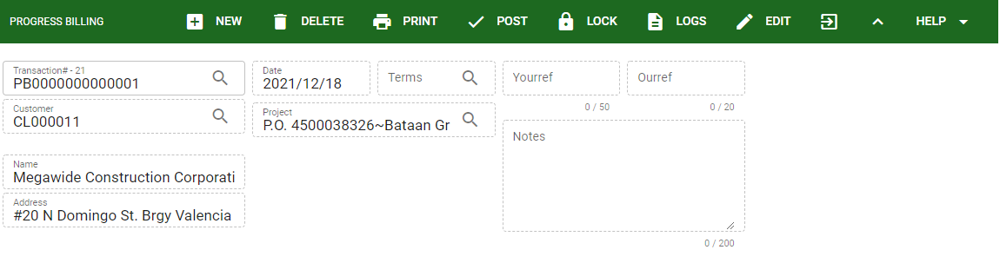 PROGRESS BILLING NEW DELETE PRINT POST LOCK LOGS EDIT HELP
Transaction# - 21
PB0000000000001
Date
2021/12/18
Terms
Yourref
0 / 50
Ourref
0 / 20
Customer
CL000011
Project
P.O. 4500038326~Bataan Gr
Notes
0 / 200
Name
Megawide Construction Corporati
Address
#20 N Domingo St. Brgy Valencia